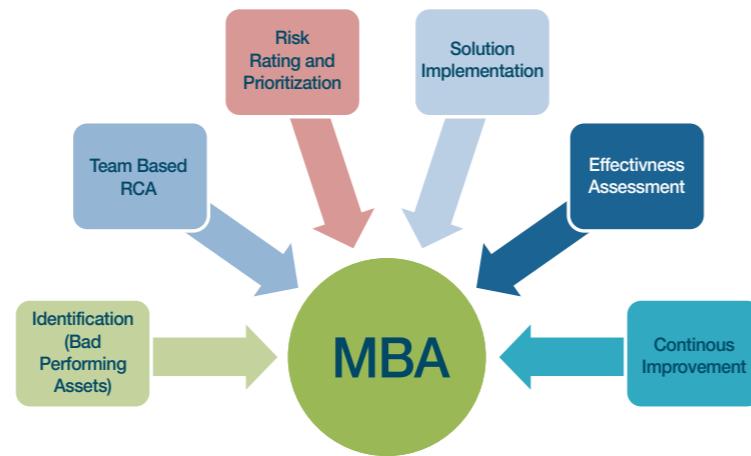 Risk
Rating and
Prioritization
Solution
Implementation
Team Based
RCA
Effectivness
Assessment
Identification
(Bad
Performing
Assets)
MBA
Continous
Improvement